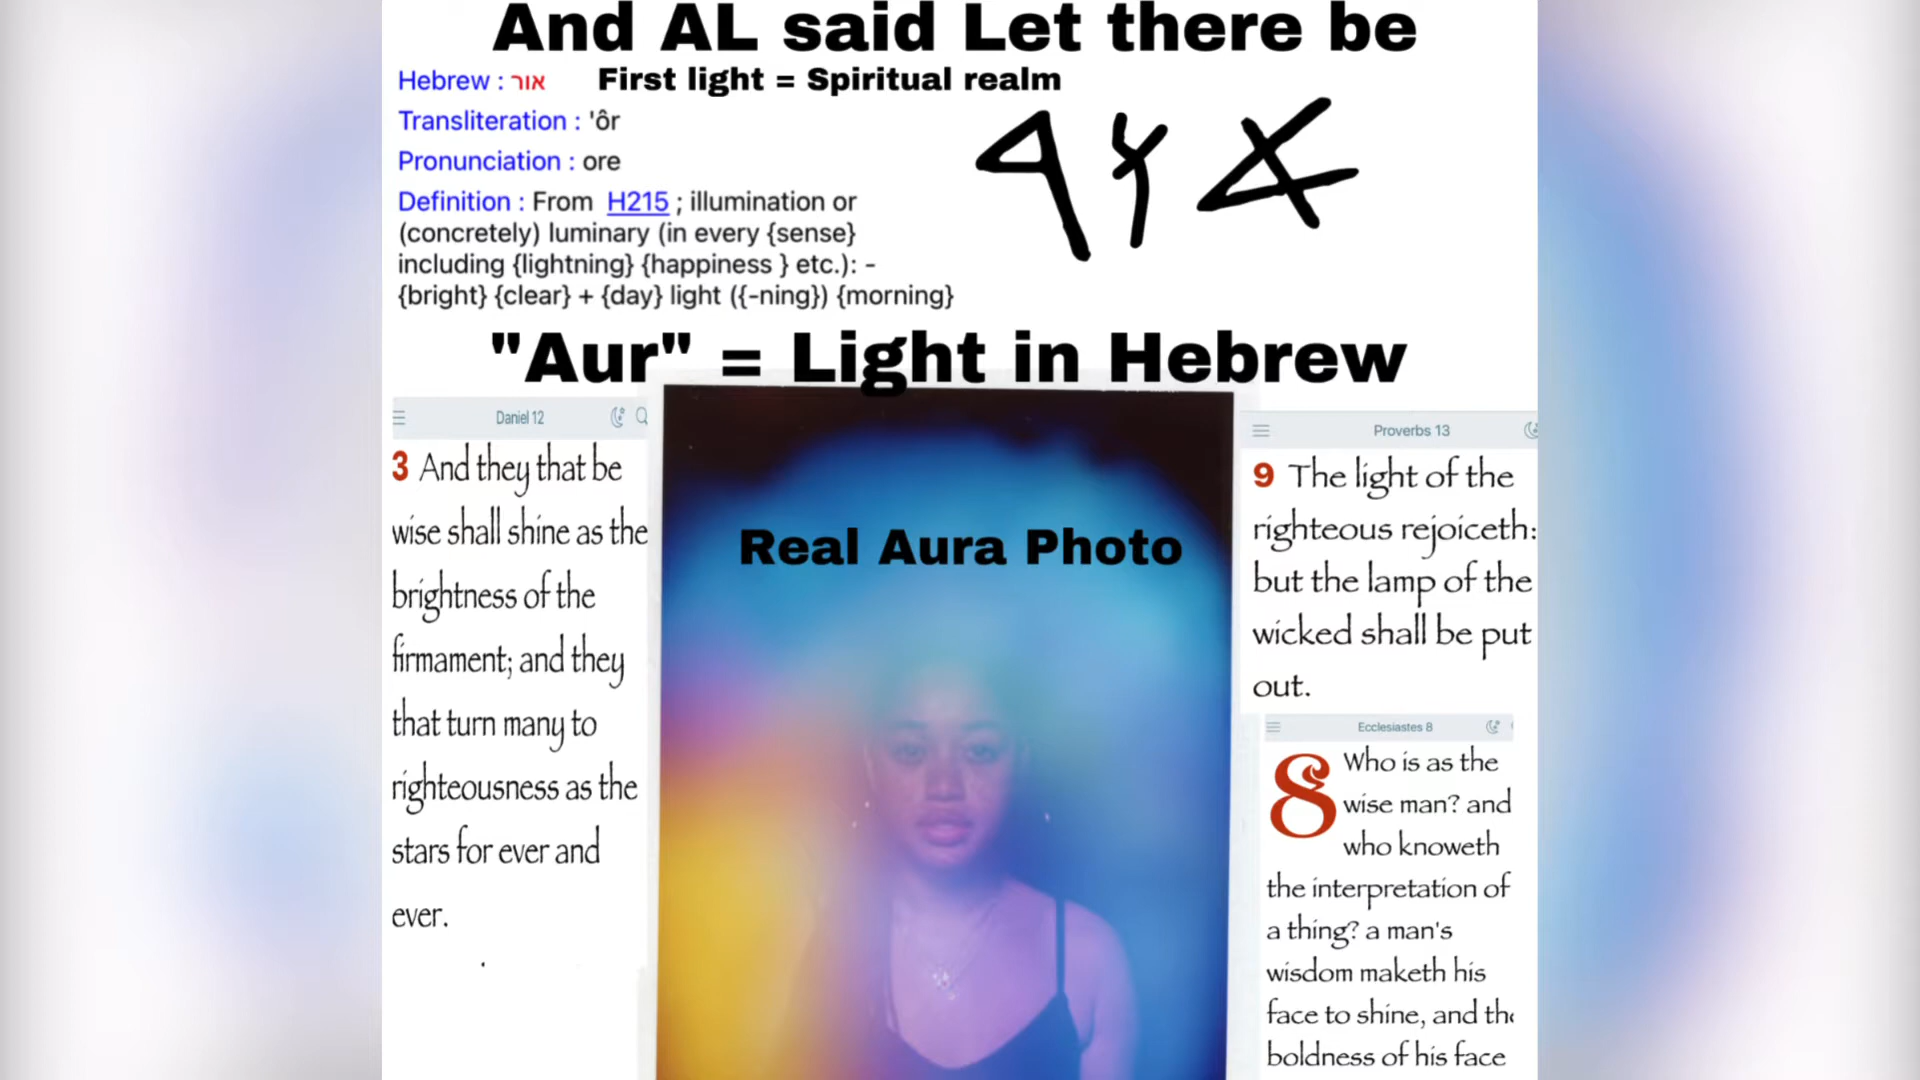 And AL said Let there be
Hebrew : אור
First light = Spiritual realm
Transliteration : 'ôr
Pronunciation : ore
Definition : From H215 ; illumination or
(concretely) luminary (in every {sense}
including {lightning} {happiness } etc.): -
{bright} {clear} + {day} light ({-ning}) {morning}
𐤀𐤅𐤓
"Aur" = Light in Hebrew
Daniel 12
3 And they that be
wise shall shine as the
brightness of the
firmament; and they
that turn many to
righteousness as the
stars for ever and
ever.
Real Aura Photo
Proverbs 13
9 The light of the
righteous rejoiceth:
but the lamp of the
wicked shall be put
out.
Ecclesiastes 8
8 Who is as the
wise man? and
who knoweth
the interpretation of
a thing? a man's
wisdom maketh his
face to shine, and the
boldness of his face